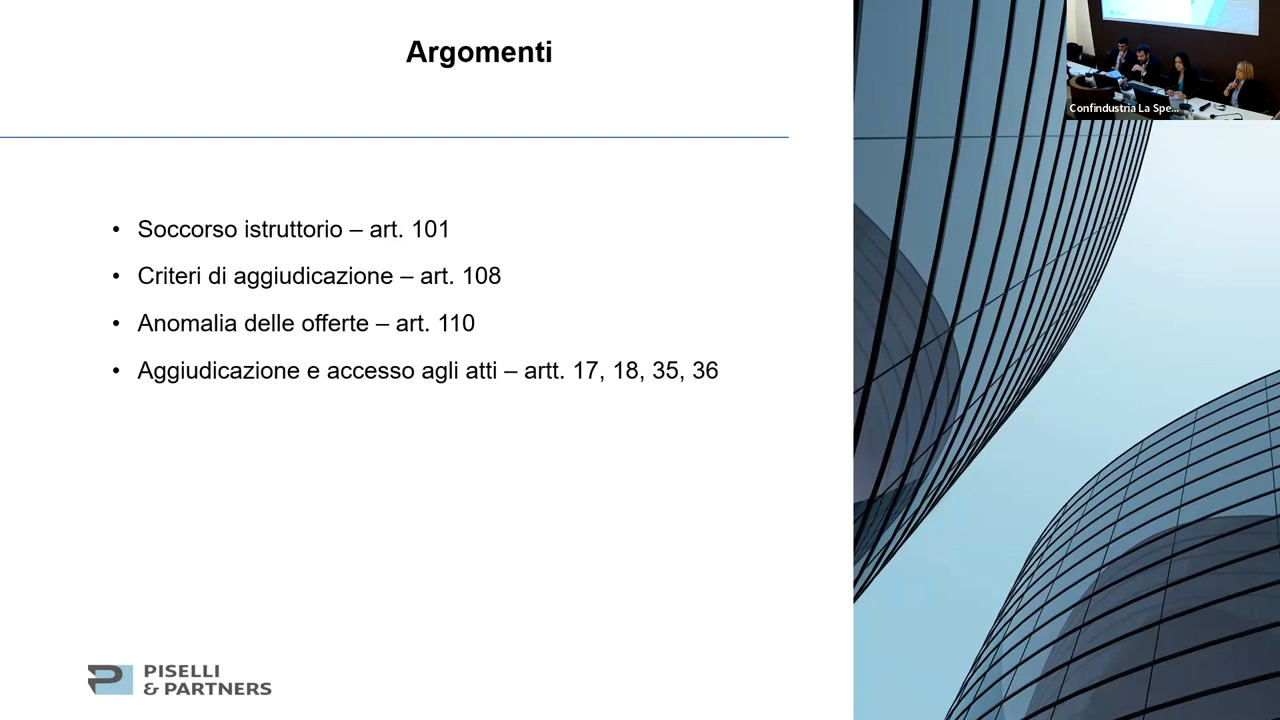 Argomenti
Confindustria La Spe...
• Soccorso istruttorio – art. 101
• Criteri di aggiudicazione – art. 108
• Anomalia delle offerte – art. 110
• Aggiudicazione e accesso agli atti – artt. 17, 18, 35, 36
PISELLI
& PARTNERS